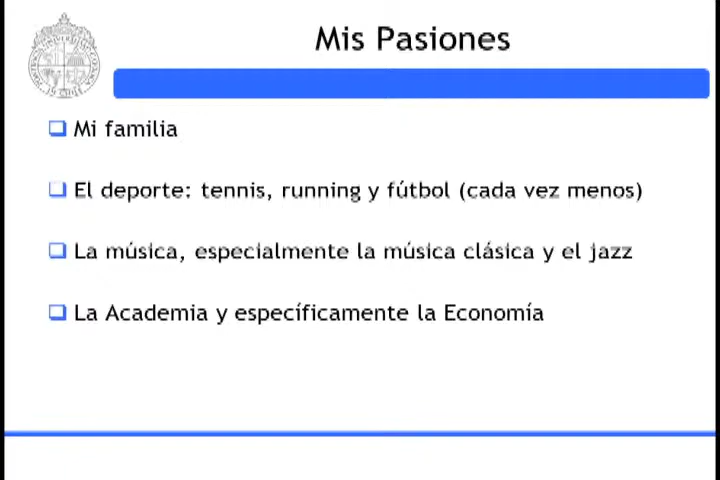 Mis Pasiones
Mi familia
El deporte: tennis, running y fútbol (cada vez menos)
La música, especialmente la música clásica y el jazz
La Academia y específicamente la Economía